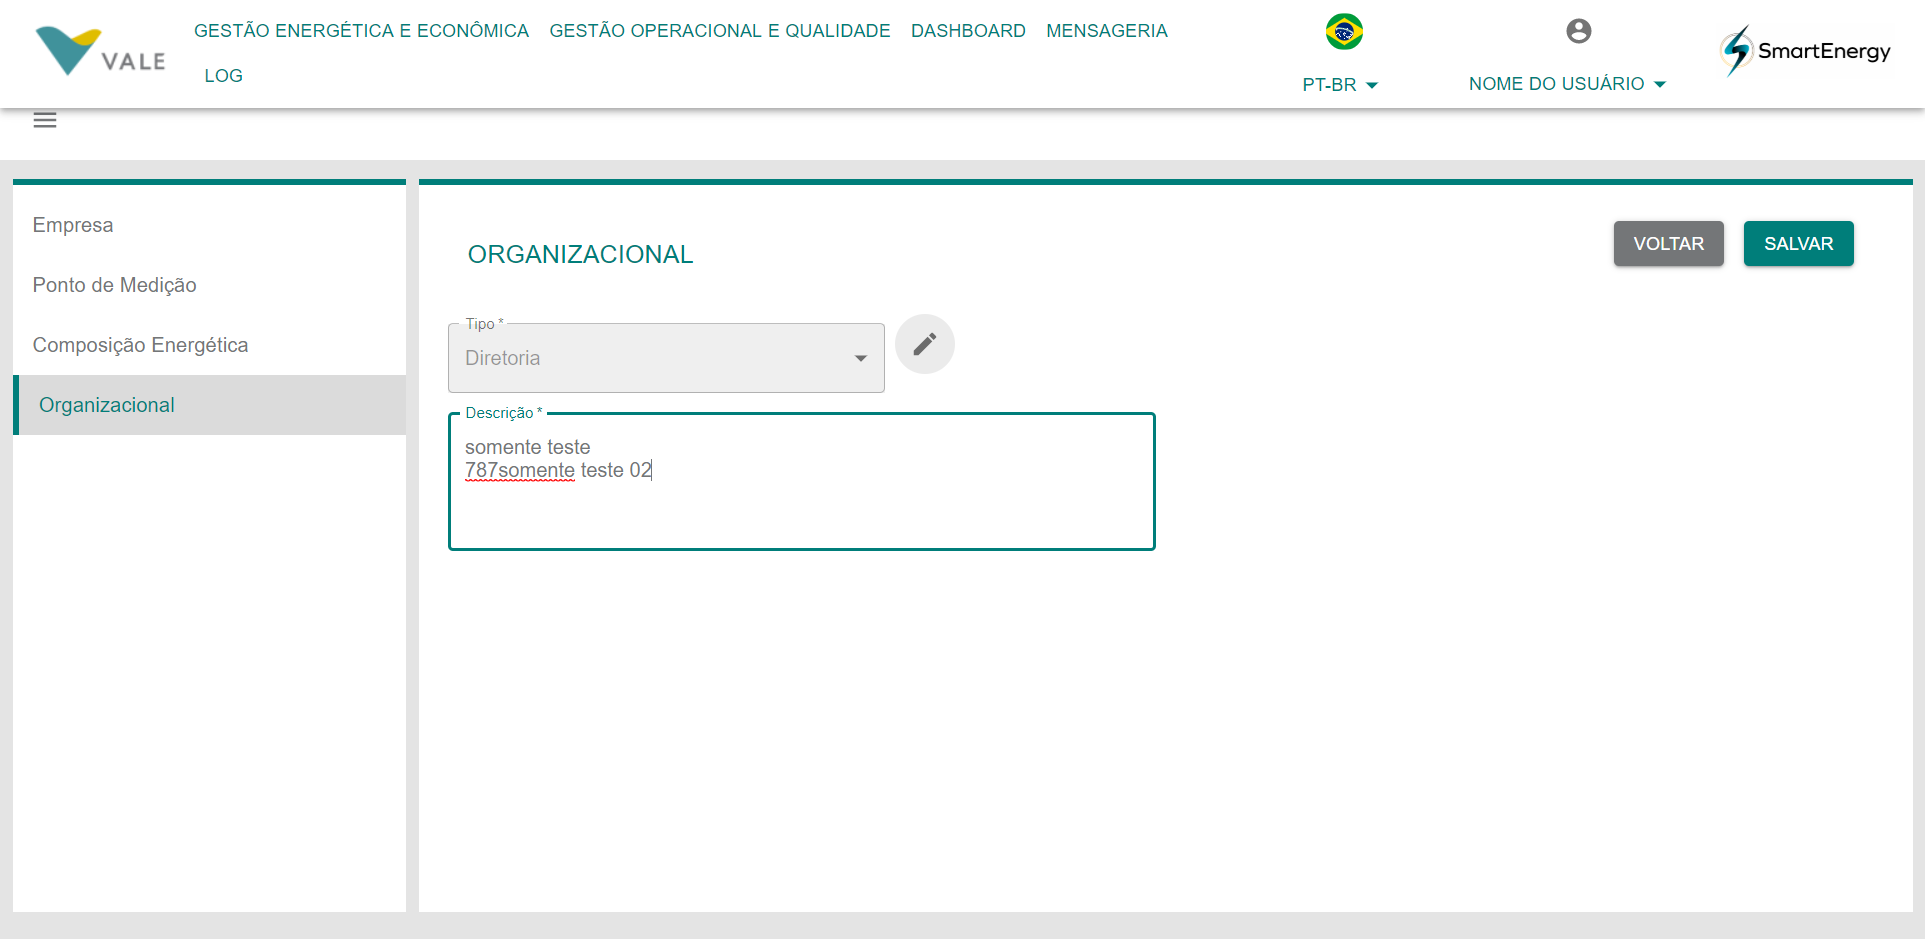 VALE
GESTÃO ENERGÉTICA E ECONÔMICA GESTÃO OPERACIONAL E QUALIDADE DASHBOARD MENSAGERIA
LOG
PT-BR
NOME DO USUÁRIO
SmartEnergy
Empresa
Ponto de Medição
Composição Energética
Organizacional
ORGANIZACIONAL
VOLTAR
SALVAR
Tipo *
Diretoria
Descrição *
somente teste
787somente teste 02